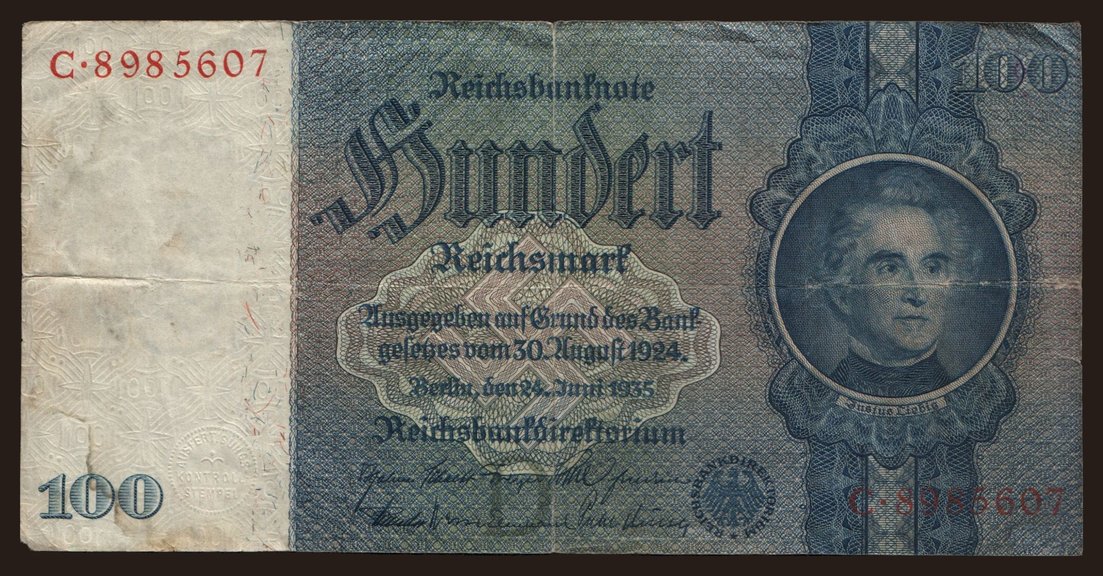 C·8985607
100
Reichsbanknote
Hundert
Reichsmark
Ausgegeben auf Grund des Bank-
gesetzes vom 30. August 1924.
Berlin, den 24. Juni 1935
Reichsbankdirektorium
REICHSBANKDIREKTORIUM
Justus Liebig
C·8985607
100
KONTROLL
STEMPEL